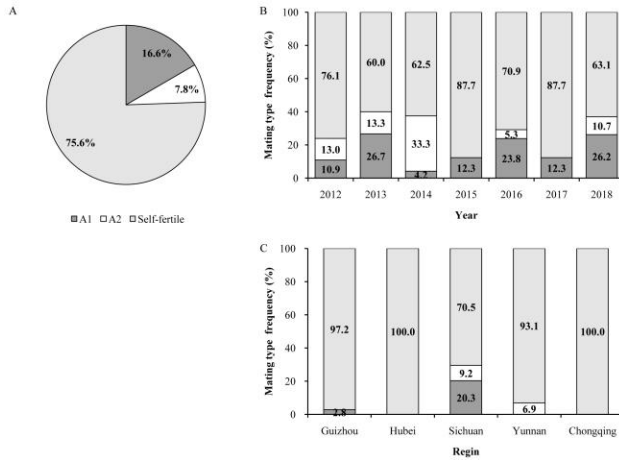 A
16.6%
7.8%
75.6%
A1 A2 Self-fertile
B
Mating type frequency (%)
100
80
60
40
20
0
76.1 60.0 62.5 87.7 70.9 87.7 63.1
13.0 13.3 33.3 5.3 10.7
10.9 26.7 4.2 12.3 23.8 12.3 26.2
2012 2013 2014 2015 2016 2017 2018
Year
C
Mating type frequency (%)
100
80
60
40
20
0
97.2 100.0 70.5 93.1 100.0
9.2
2.8 20.3 6.9
Guizhou Hubei Sichuan Yunnan Chongqing
Regin